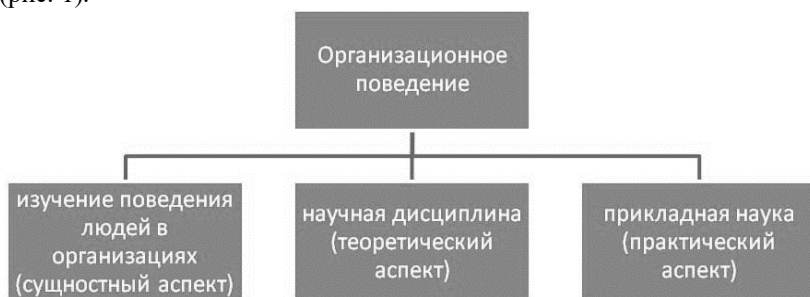 (рис. 1).
Организационное
поведение
изучение поведения
людей в
организациях
(сущностный аспект)
научная дисциплина
(теоретический
аспект)
прикладная наука
(практический
аспект)